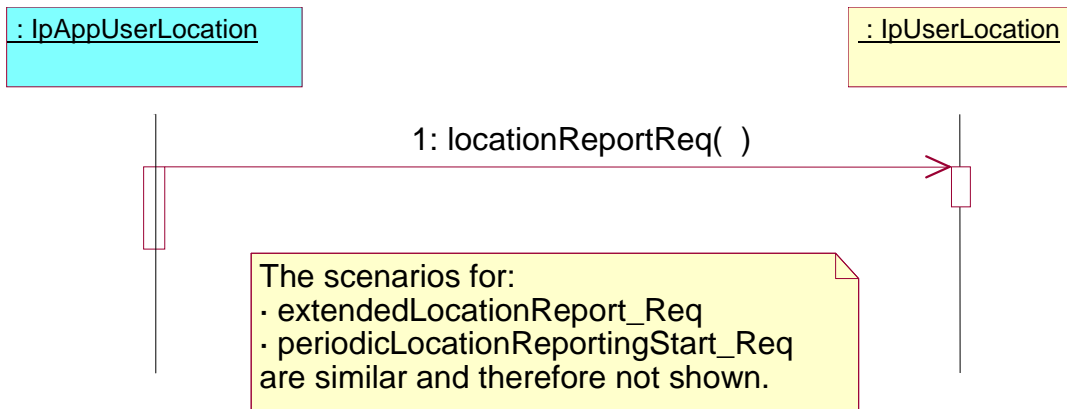 : IpAppUserLocation
: IpUserLocation
1: locationReportReq( )
The scenarios for:
· extendedLocationReport_Req
· periodicLocationReportingStart_Req
are similar and therefore not shown.